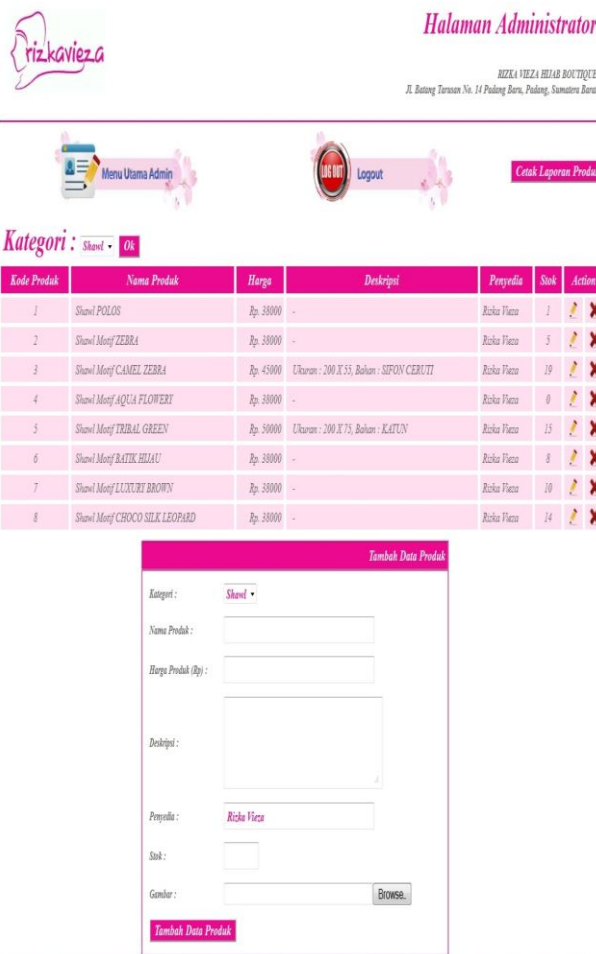 rizkavieza
Halaman Administrator
RIZKA VIEZA HIJAB BOUTIQUE
Jl. Batang Tarusan No. 14 Padang Baru, Padang, Sumatera Barat
Menu Utama Admin
LOG OUT Logout
Cetak Laporan Produk
Kategori : Shawl Ok
Kode Produk Nama Produk Harga Deskripsi Penyedia Stok Action
1 Shawl POLOS Rp. 38000 - Rizka Vieza 1
2 Shawl Motif ZEBRA Rp. 38000 - Rizka Vieza 5
3 Shawl Motif CAMEL ZEBRA Rp. 45000 Ukuran : 200 X 55, Bahan : SIFON CERUTI Rizka Vieza 19
4 Shawl Motif AQUA FLOWERY Rp. 38000 - Rizka Vieza 0
5 Shawl Motif TRIBAL GREEN Rp. 50000 Ukuran : 200 X 75, Bahan : KATUN Rizka Vieza 15
6 Shawl Motif BATIK HIJAU Rp. 38000 - Rizka Vieza 8
7 Shawl Motif LUXURY BROWN Rp. 38000 - Rizka Vieza 10
8 Shawl Motif CHOCO SILK LEOPARD Rp. 38000 - Rizka Vieza 14
Tambah Data Produk
Kategori : Shawl
Nama Produk :
Harga Produk (Rp) :
Deskripsi :
Penyedia : Rizka Vieza
Stok :
Gambar : Browse..
Tambah Data Produk